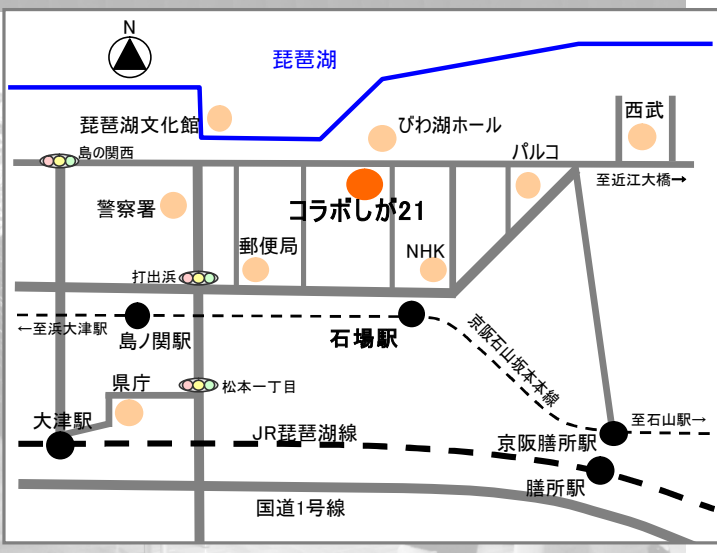 N
琵琶湖
西武
琵琶湖文化館
びわ湖ホール
島の関西
パルコ
至近江大橋→
警察署
コラボしが21
郵便局
NHK
打出浜
←至浜大津駅
島ノ関駅
石場駅
京阪石山坂本本線
県庁
松本一丁目
大津駅
JR琵琶湖線
京阪膳所駅
至石山駅→
膳所駅
国道1号線